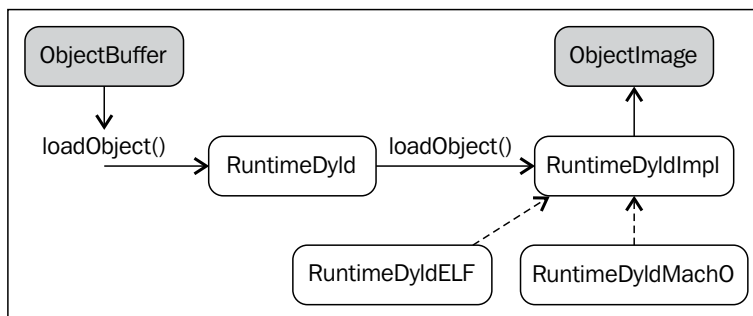 ObjectBuffer
ObjectImage
loadObject()
loadObject()
RuntimeDyld
RuntimeDyldImpl
RuntimeDyldELF
RuntimeDyldMachO